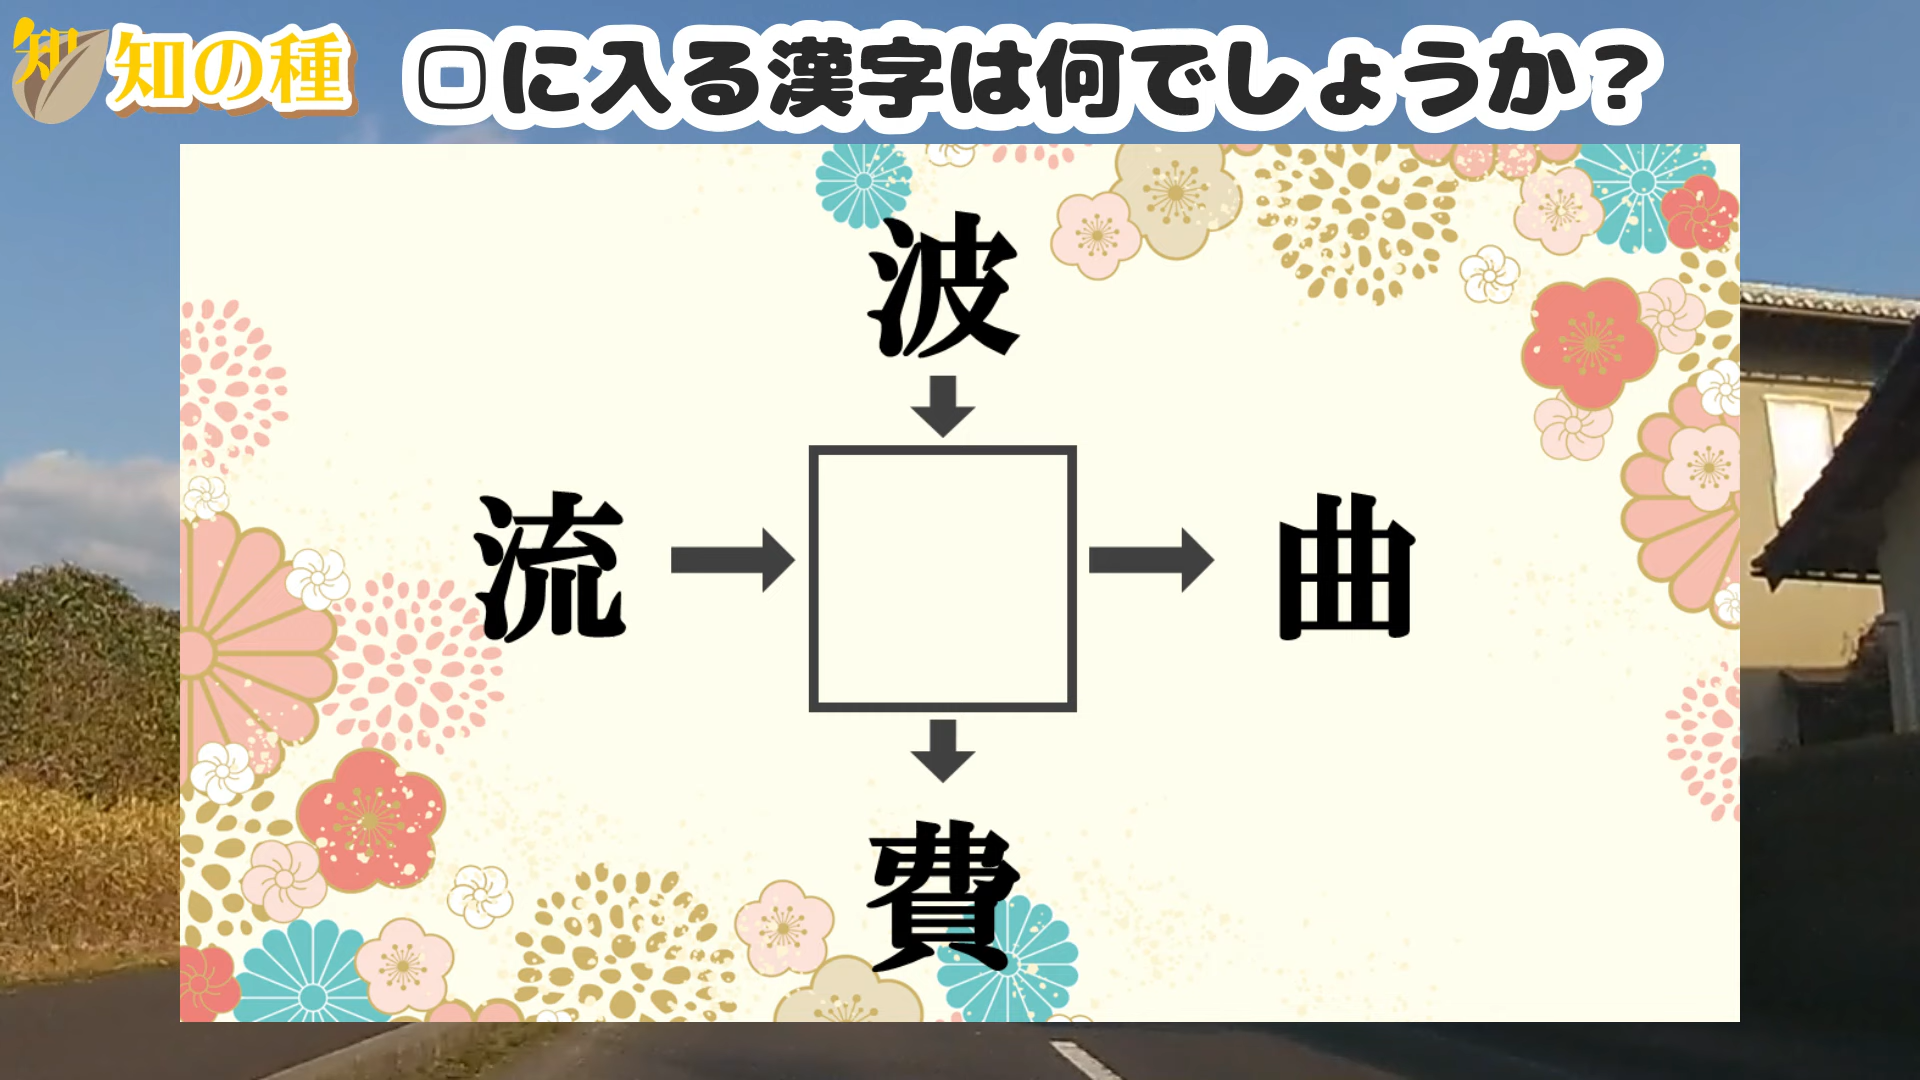 知 知の種
□に入る漢字は何でしょうか？
波
流 → □ → 曲
費